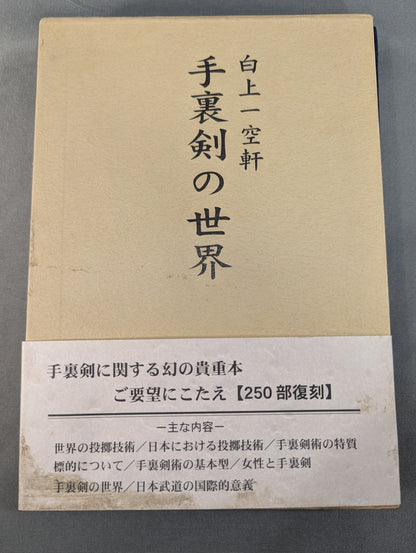 白上一空軒
手裏剣の世界
手裏剣に関する幻の貴重本
ご要望にこたえ【250部復刻】
―主な内容―
世界の投擲技術／日本における投擲技術／手裏剣術の特質
標的について／手裏剣術の基本型／女性と手裏剣
手裏剣の世界／日本武道の国際的意義